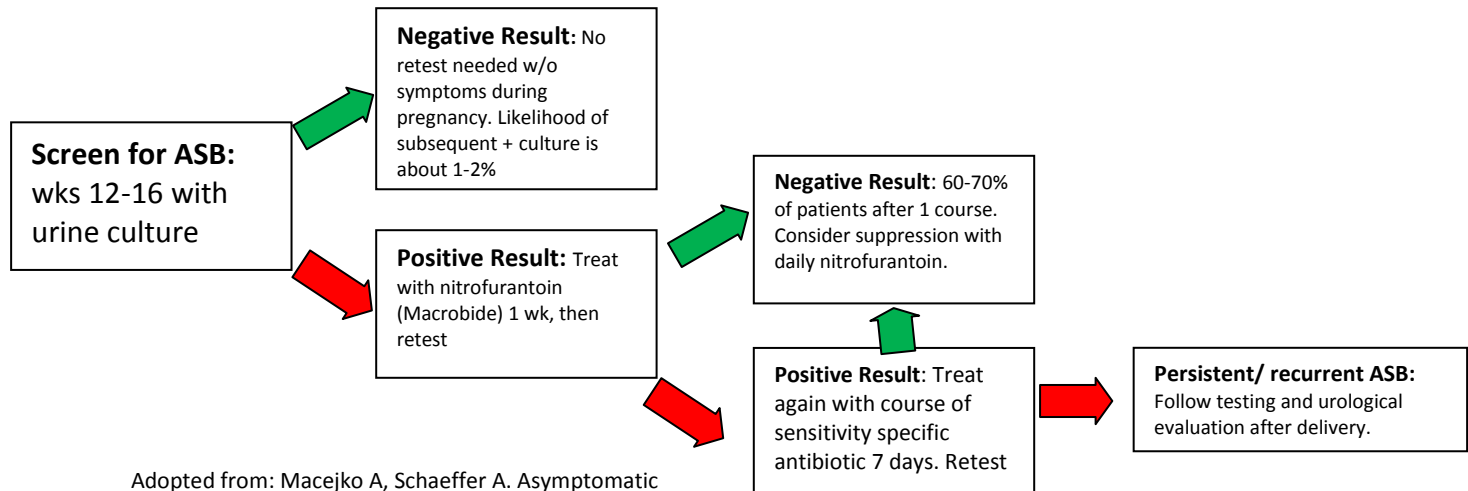 Screen for ASB:
wks 12-16 with
urine culture
Negative Result: No
retest needed w/o
symptoms during
pregnancy. Likelihood of
subsequent + culture is
about 1-2%
Positive Result: Treat
with nitrofurantoin
(Macrobide) 1 wk, then
retest
Negative Result: 60-70%
of patients after 1 course.
Consider suppression with
daily nitrofurantoin.
Positive Result: Treat
again with course of
sensitivity specific
antibiotic 7 days. Retest
Persistent/ recurrent ASB:
Follow testing and urological
evaluation after delivery.
Adopted from: Macejko A, Schaeffer A. Asymptomatic